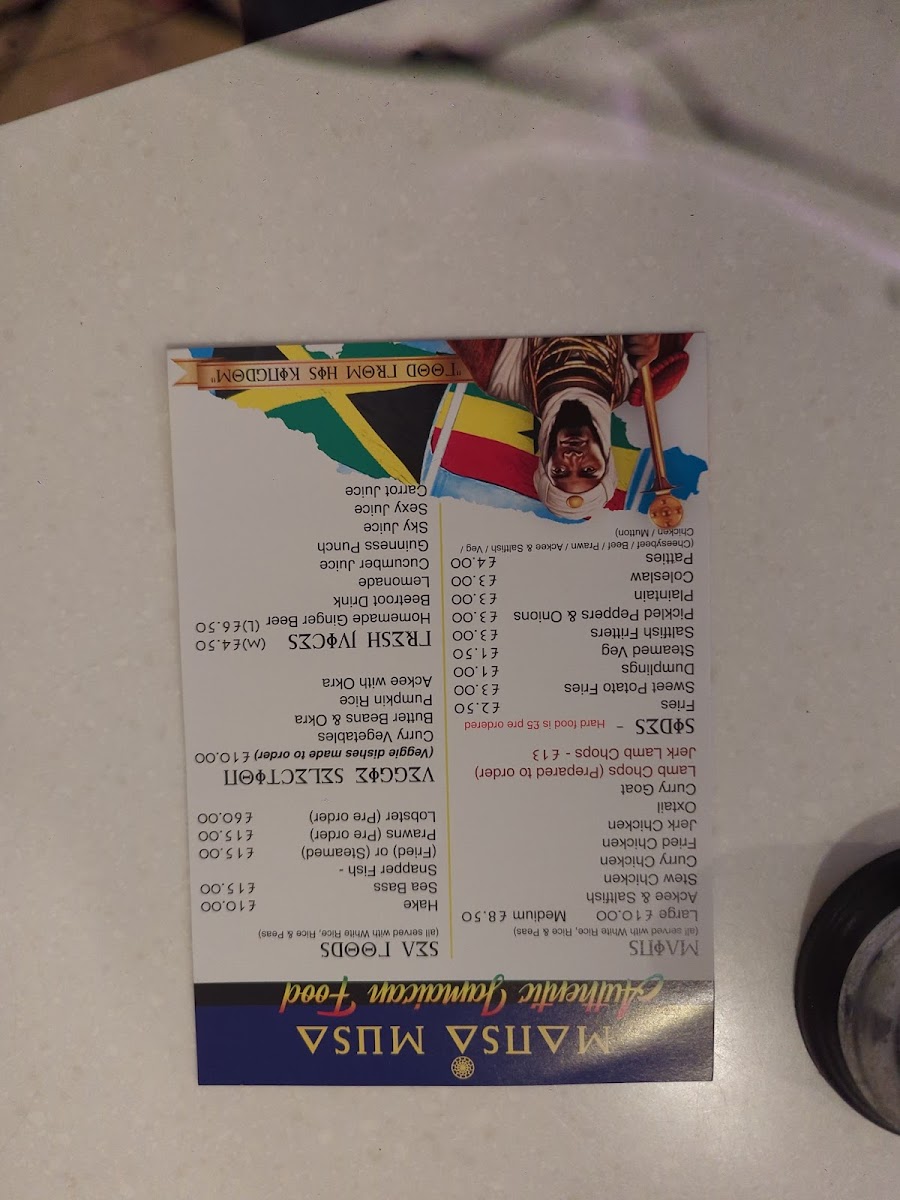 MANSA MUSA
Authentic Jamaican Food
MAINS
(all served with White Rice, Rice & Peas)
Large £10.00 Medium £8.50
Ackee & Saltfish
Stew Chicken
Curry Chicken
Fried Chicken
Jerk Chicken
Oxtail
Curry Goat
Lamb Chops (Prepared to order)
Jerk Lamb Chops - £13
SIDES - Hard food is £5 pre ordered
Fries £2.50
Sweet Potato Fries £3.00
Dumplings £1.00
Steamed Veg £1.50
Saltfish Fritters £3.00
Pickled Peppers & Onions £3.00
Plaintain £3.00
Coleslaw £3.00
Patties £4.00
(Cheesybeef / Beef / Prawn / Ackee & Saltfish / Veg /
Chicken / Mutton)
SEA FOODS
(all served with White Rice, Rice & Peas)
Hake £10.00
Sea Bass £15.00
Snapper Fish -
(Fried) or (Steamed) £15.00
Prawns (Pre order) £15.00
Lobster (Pre order) £60.00
VEGGIE SELECTION
(Veggie dishes made to order) £10.00
Curry Vegetables
Butter Beans & Okra
Pumpkin Rice
Ackee with Okra
FRESH JUICES (M)£4.50
Homemade Ginger Beer (L)£6.50
Beetroot Drink
Lemonade
Cucumber Juice
Guinness Punch
Sky Juice
Sexy Juice
Carrot Juice
"FOOD FROM HIS KINGDOM"